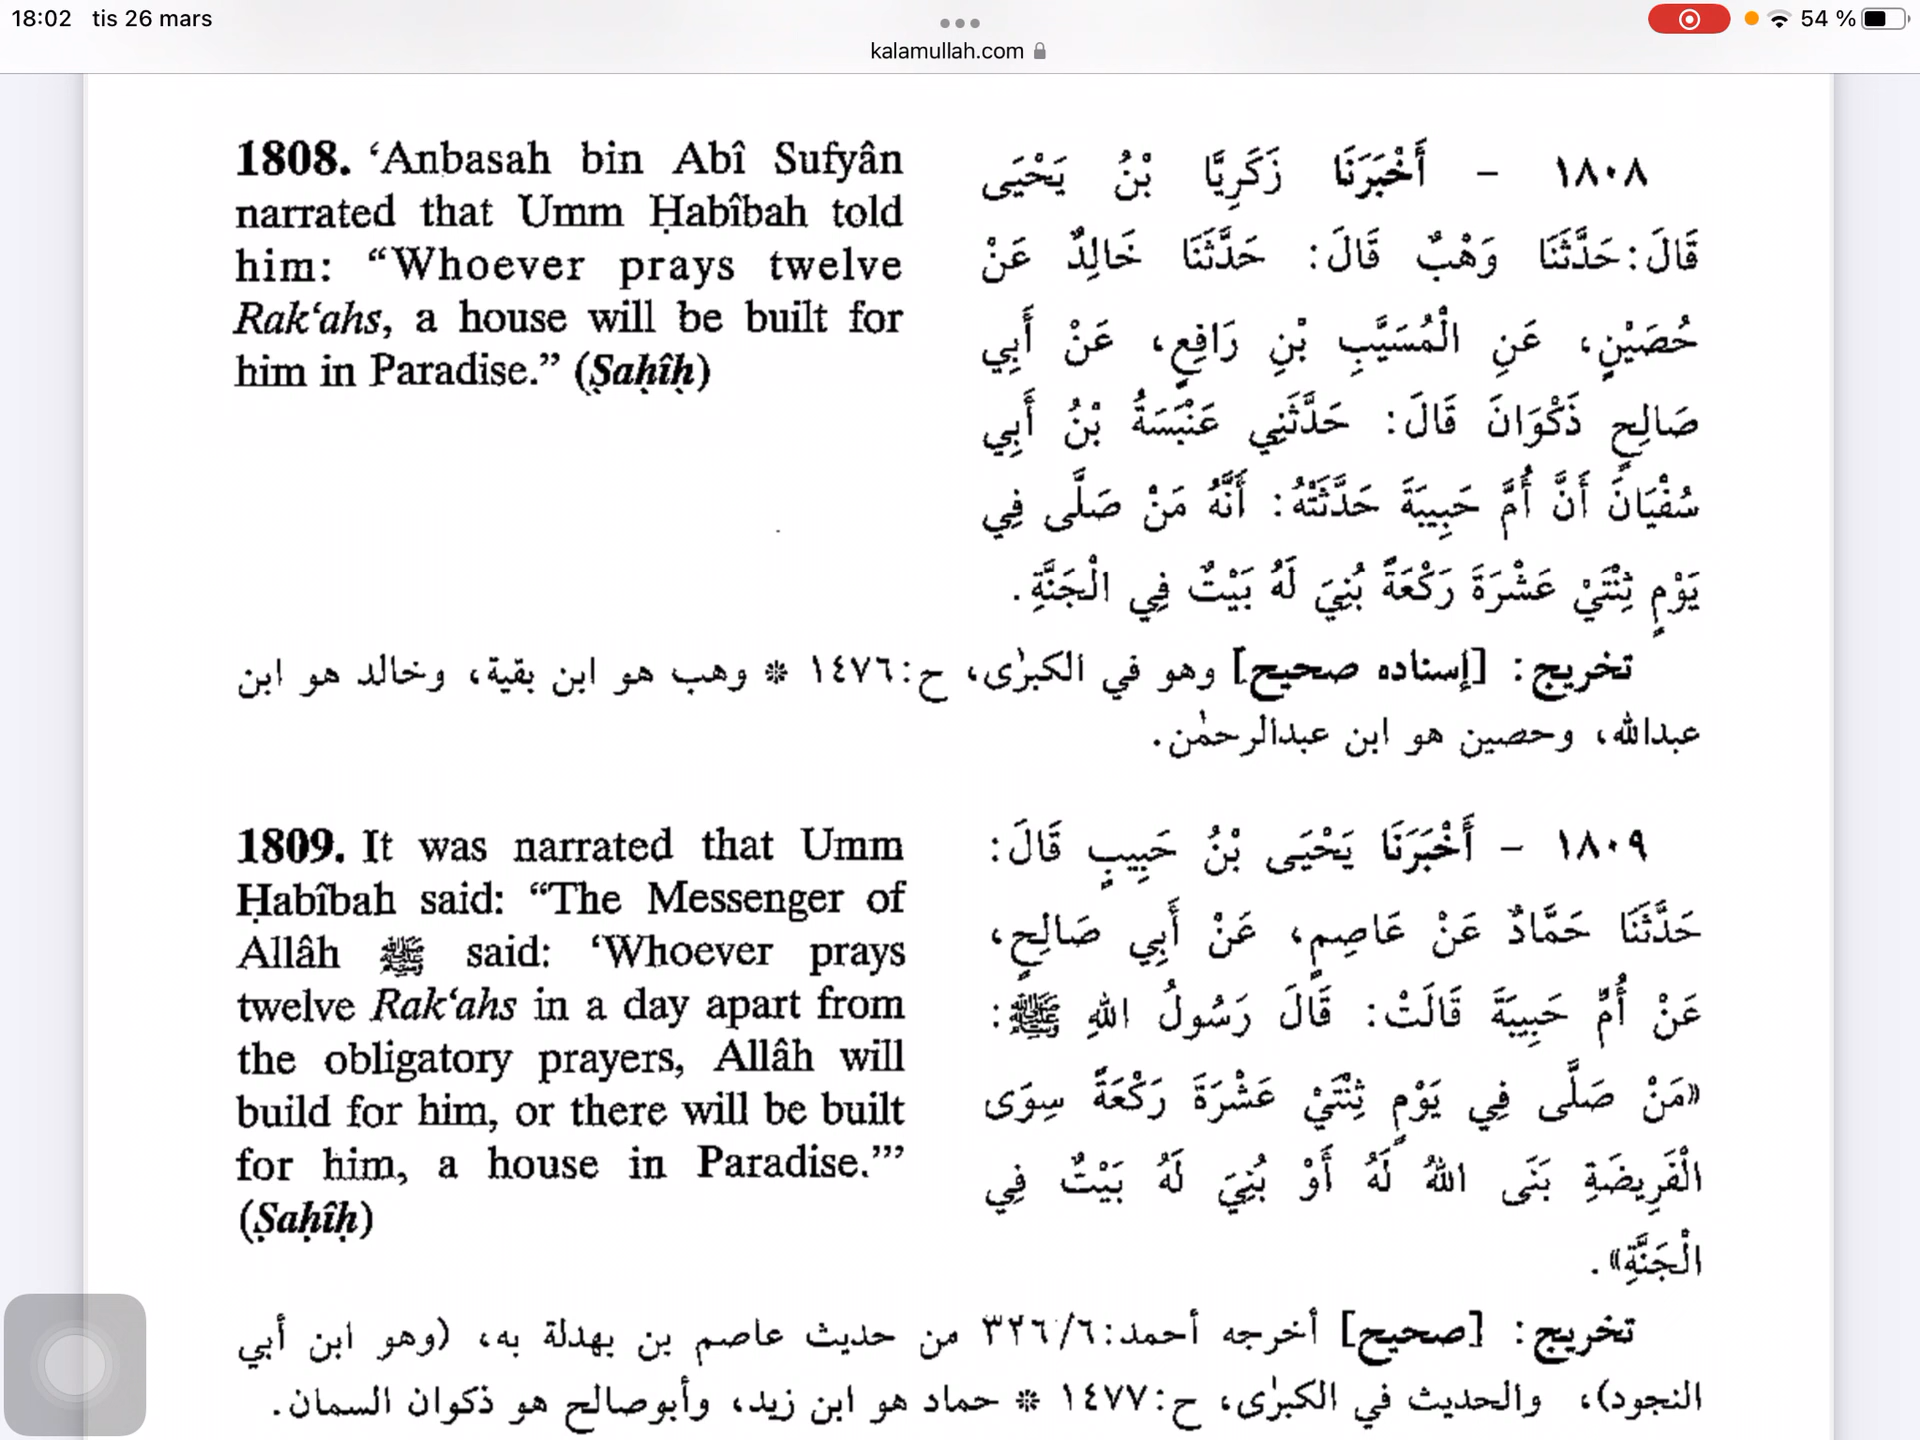 18:02 tis 26 mars
54 %
kalamullah.com
1808. ‘Anbasah bin Abî Sufyân
narrated that Umm Ḥabîbah told
him: “Whoever prays twelve
Rak‘ahs, a house will be built for
him in Paradise.” (Ṣaḥîḥ)
١٨٠٨ – أَخْبَرَنَا زَكَرِيَّا بْنُ يَحْيَى
قَالَ: حَدَّثَنَا وَهْبٌ قَالَ: حَدَّثَنَا خَالِدٌ عَنْ
حُصَيْنٍ، عَنِ الْمُسَيَّبِ بْنِ رَافِعٍ، عَنْ أَبِي
صَالِحٍ ذَكْوَانَ قَالَ: حَدَّثَنِي عَنْبَسَةُ بْنُ أَبِي
سُفْيَانَ أَنَّ أُمَّ حَبِيبَةَ حَدَّثَتْهُ: أَنَّهُ مَنْ صَلَّى فِي
يَوْمٍ ثِنْتَيْ عَشْرَةَ رَكْعَةً بُنِيَ لَهُ بَيْتٌ فِي الْجَنَّةِ.
تخريج: [إسناده صحيح] وهو في الكبرٰى، ح:١٤٧٦ * وهب هو ابن بقية، وخالد هو ابن
عبدالله، وحصين هو ابن عبدالرحمٰن.
1809. It was narrated that Umm
Ḥabîbah said: “The Messenger of
Allâh ﷺ said: ‘Whoever prays
twelve Rak‘ahs in a day apart from
the obligatory prayers, Allâh will
build for him, or there will be built
for him, a house in Paradise.’”
(Ṣaḥîḥ)
١٨٠٩ – أَخْبَرَنَا يَحْيَى بْنُ حَبِيبٍ قَالَ:
حَدَّثَنَا حَمَّادٌ عَنْ عَاصِمٍ، عَنْ أَبِي صَالِحٍ،
عَنْ أُمِّ حَبِيبَةَ قَالَتْ: قَالَ رَسُولُ اللهِ ﷺ:
«مَنْ صَلَّى فِي يَوْمٍ ثِنْتَيْ عَشْرَةَ رَكْعَةً سِوَى
الْفَرِيضَةِ بَنَى اللهُ لَهُ أَوْ بُنِيَ لَهُ بَيْتٌ فِي
الْجَنَّةِ».
تخريج: [صحيح] أخرجه أحمد:٣٢٦/٦ من حديث عاصم بن بهدلة به، (وهو ابن أبي
النجود)، والحديث في الكبرٰى، ح:١٤٧٧ * حماد هو ابن زيد، وأبوصالح هو ذكوان السمان.